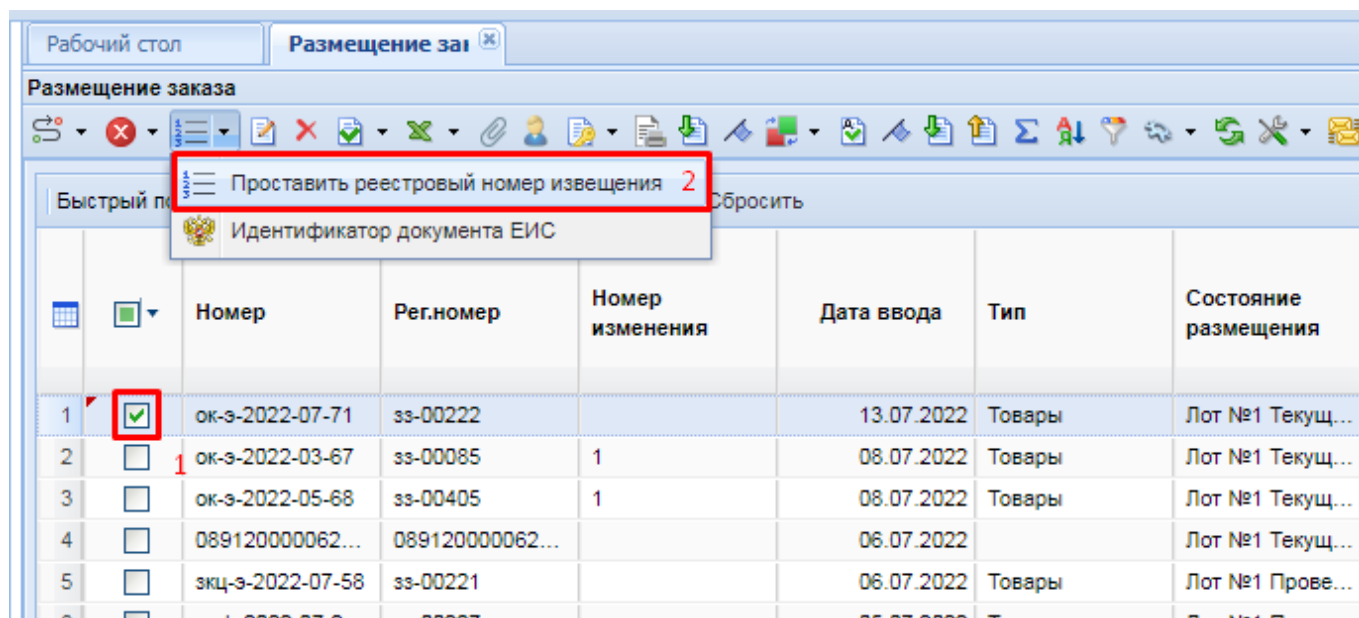 Рабочий стол Размещение за
Размещение заказа
Проставить реестровый номер извещения 2
Быстрый Сбросить
Идентификатор документа ЕИС
Номер Рег.номер Номер изменения Дата ввода Тип Состояние размещения
1 ок-э-2022-07-71 зз-00222 13.07.2022 Товары Лот №1 Текущ...
1
2 ок-э-2022-03-67 зз-00085 1 08.07.2022 Товары Лот №1 Текущ...
3 ок-э-2022-05-68 зз-00405 1 08.07.2022 Товары Лот №1 Текущ...
4 089120000062... 089120000062... 06.07.2022 Лот №1 Текущ...
5 зкц-э-2022-07-58 зз-00221 06.07.2022 Товары Лот №1 Прове...